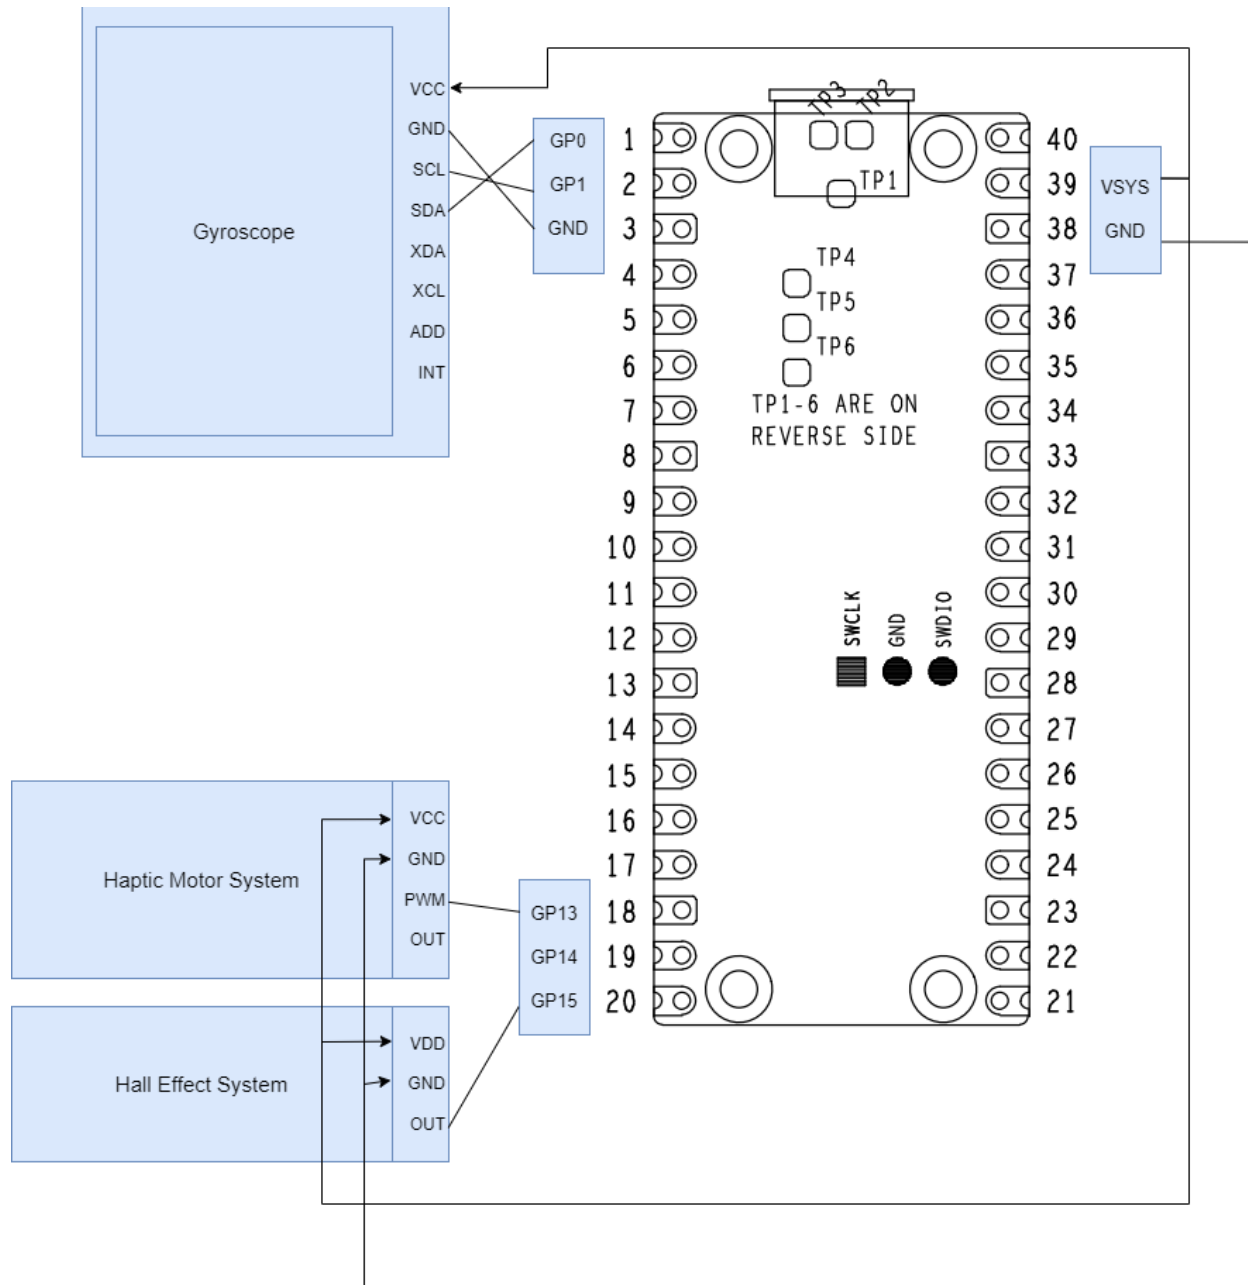 Gyroscope
VCC
GND
SCL
SDA
XDA
XCL
ADD
INT
GP0
GP1
GND
1
2
3
4
5
6
7
8
9
10
11
12
13
14
15
16
17
18
19
20
TP3
TP2
TP1
TP4
TP5
TP6
TP1-6 ARE ON
REVERSE SIDE
SWCLK
GND
SWDIO
40
39
38
37
36
35
34
33
32
31
30
29
28
27
26
25
24
23
22
21
VSYS
GND
Haptic Motor System
VCC
GND
PWM
OUT
GP13
GP14
GP15
Hall Effect System
VDD
GND
OUT